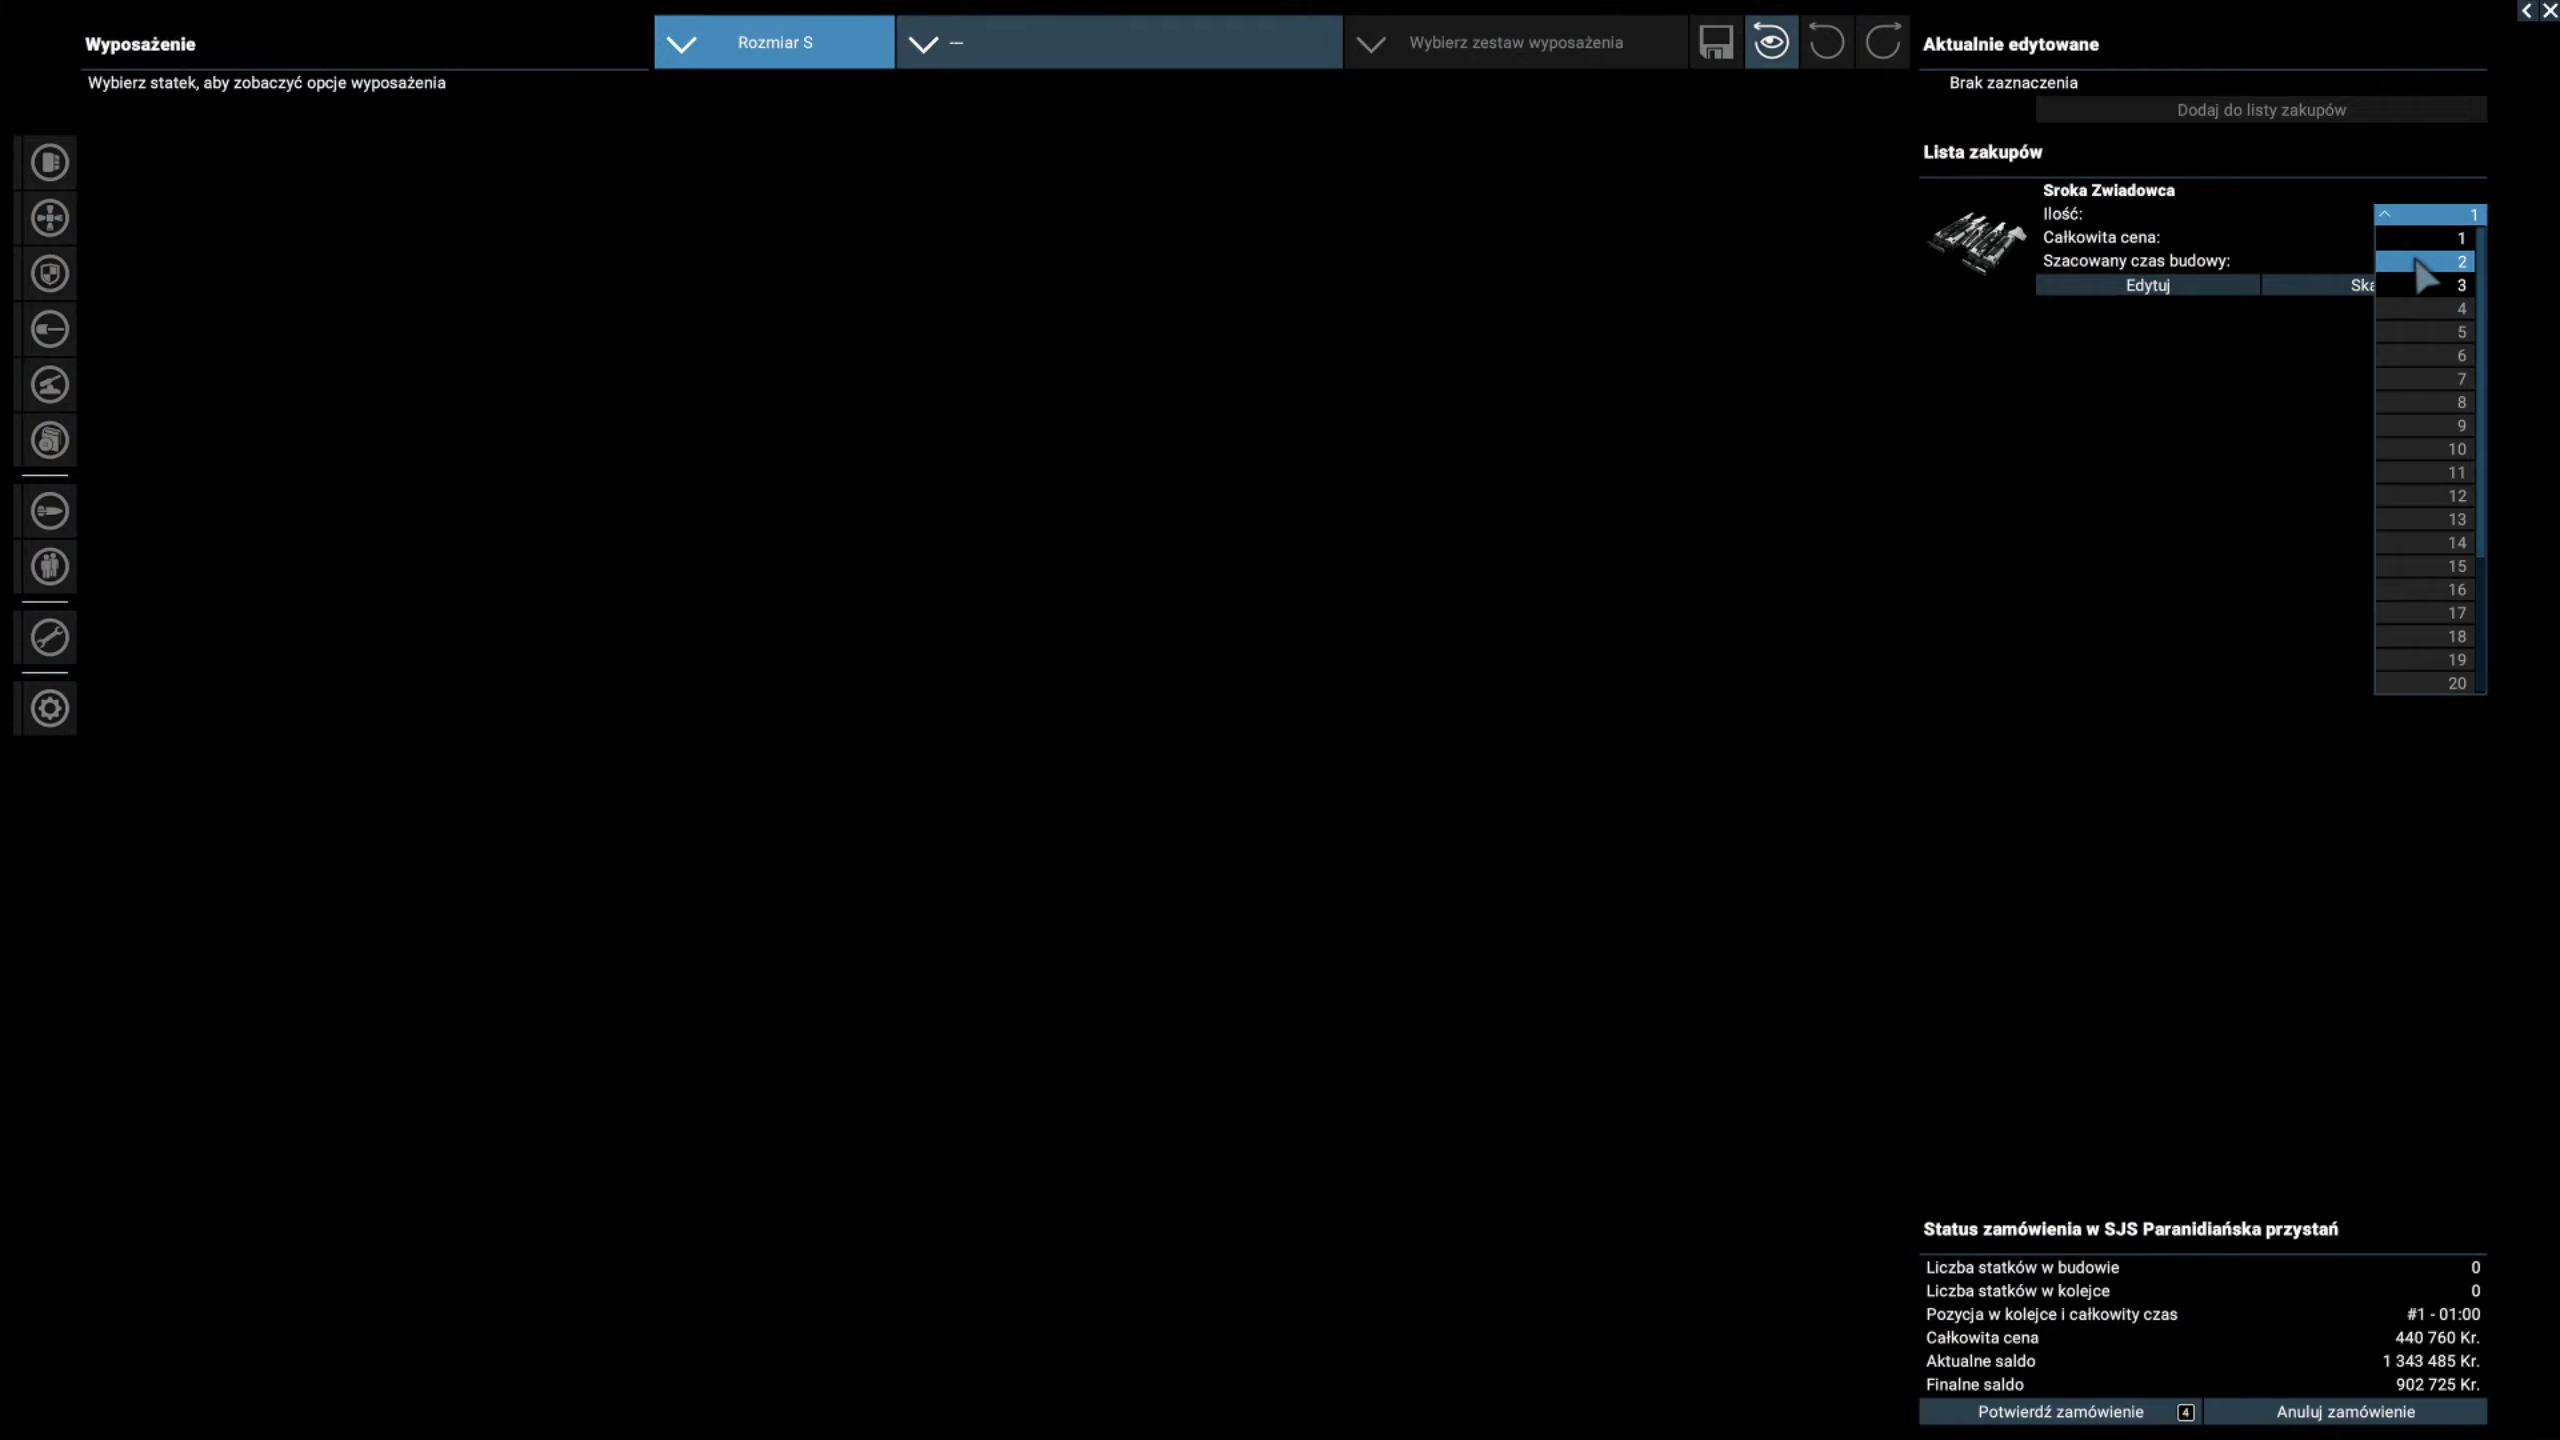 Wyposażenie
Wybierz statek, aby zobaczyć opcje wyposażenia
Rozmiar S
---
Wybierz zestaw wyposażenia
Aktualnie edytowane
Brak zaznaczenia
Dodaj do listy zakupów
Lista zakupów
Sroka Zwiadowca
Ilość: 1
Całkowita cena:
Szacowany czas budowy:
Edytuj
1
2
3
4
5
6
7
8
9
10
11
12
13
14
15
16
17
18
19
20
Status zamówienia w SJS Paranidiańska przystań
Liczba statków w budowie 0
Liczba statków w kolejce 0
Pozycja w kolejce i całkowity czas #1 - 01:00
Całkowita cena 440 760 Kr.
Aktualne saldo 1 343 485 Kr.
Finalne saldo 902 725 Kr.
Potwierdź zamówienie 4 Anuluj zamówienie